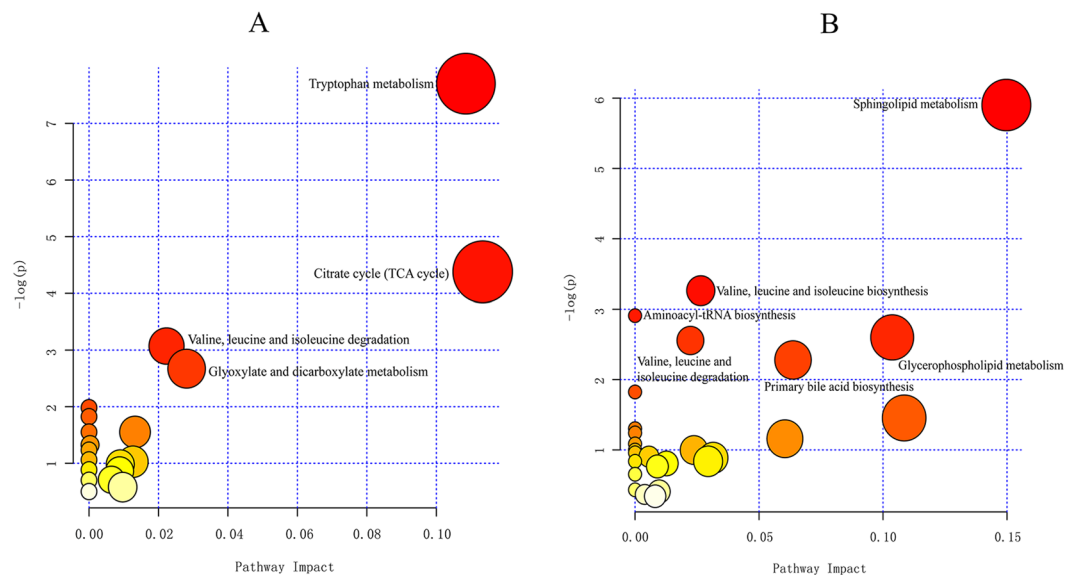 A
Tryptophan metabolism
Citrate cycle (TCA cycle)
Valine, leucine and isoleucine degradation
Glyoxylate and dicarboxylate metabolism
-log(p)
7
6
5
4
3
2
1
0.00
0.02
0.04
0.06
0.08
0.10
Pathway Impact
B
Sphingolipid metabolism
Valine, leucine and isoleucine biosynthesis
Aminoacyl-tRNA biosynthesis
Valine, leucine and
isoleucine degradation
Glycerophospholipid metabolism
Primary bile acid biosynthesis
-log(p)
6
5
4
3
2
1
0.00
0.05
0.10
0.15
Pathway Impact